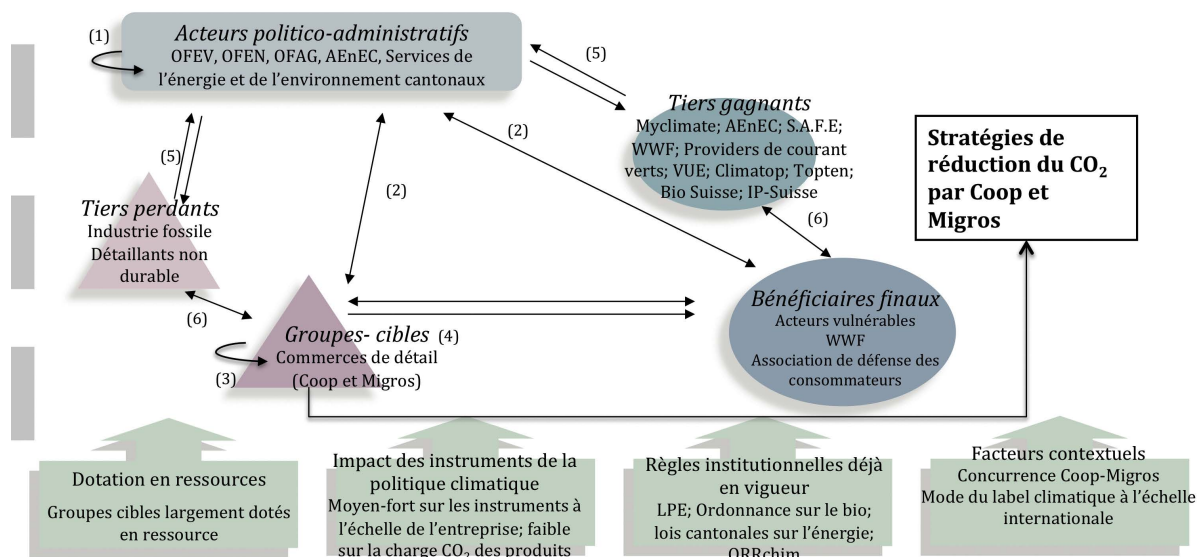 Acteurs politico-administratifs
OFEV, OFEN, OFAG, AEnEC, Services de
l'énergie et de l'environnement cantonaux
(1)
(5)
Tiers gagnants
Myclimate; AEnEC; S.A.F.E;
WWF; Providers de courant
verts; VUE; Climatop; Topten;
Bio Suisse; IP-Suisse
(2)
(5)
(2)
Stratégies de
réduction du CO₂
par Coop et
Migros
Tiers perdants
Industrie fossile
Détaillants non
durable
(6)
(6)
Bénéficiaires finaux
Acteurs vulnérables
WWF
Association de défense des
consommateurs
Groupes- cibles (4)
Commerces de détail
(Coop et Migros)
(3)
Dotation en ressources
Groupes cibles largement dotés
en ressource
Impact des instruments de la
politique climatique
Moyen-fort sur les instruments à
l'échelle de l'entreprise; faible
sur la charge CO₂ des produits
Règles institutionnelles déjà
en vigueur
LPE; Ordonnance sur le bio;
lois cantonales sur l'énergie;
ORRchim
Facteurs contextuels
Concurrence Coop-Migros
Mode du label climatique à l'échelle
internationale